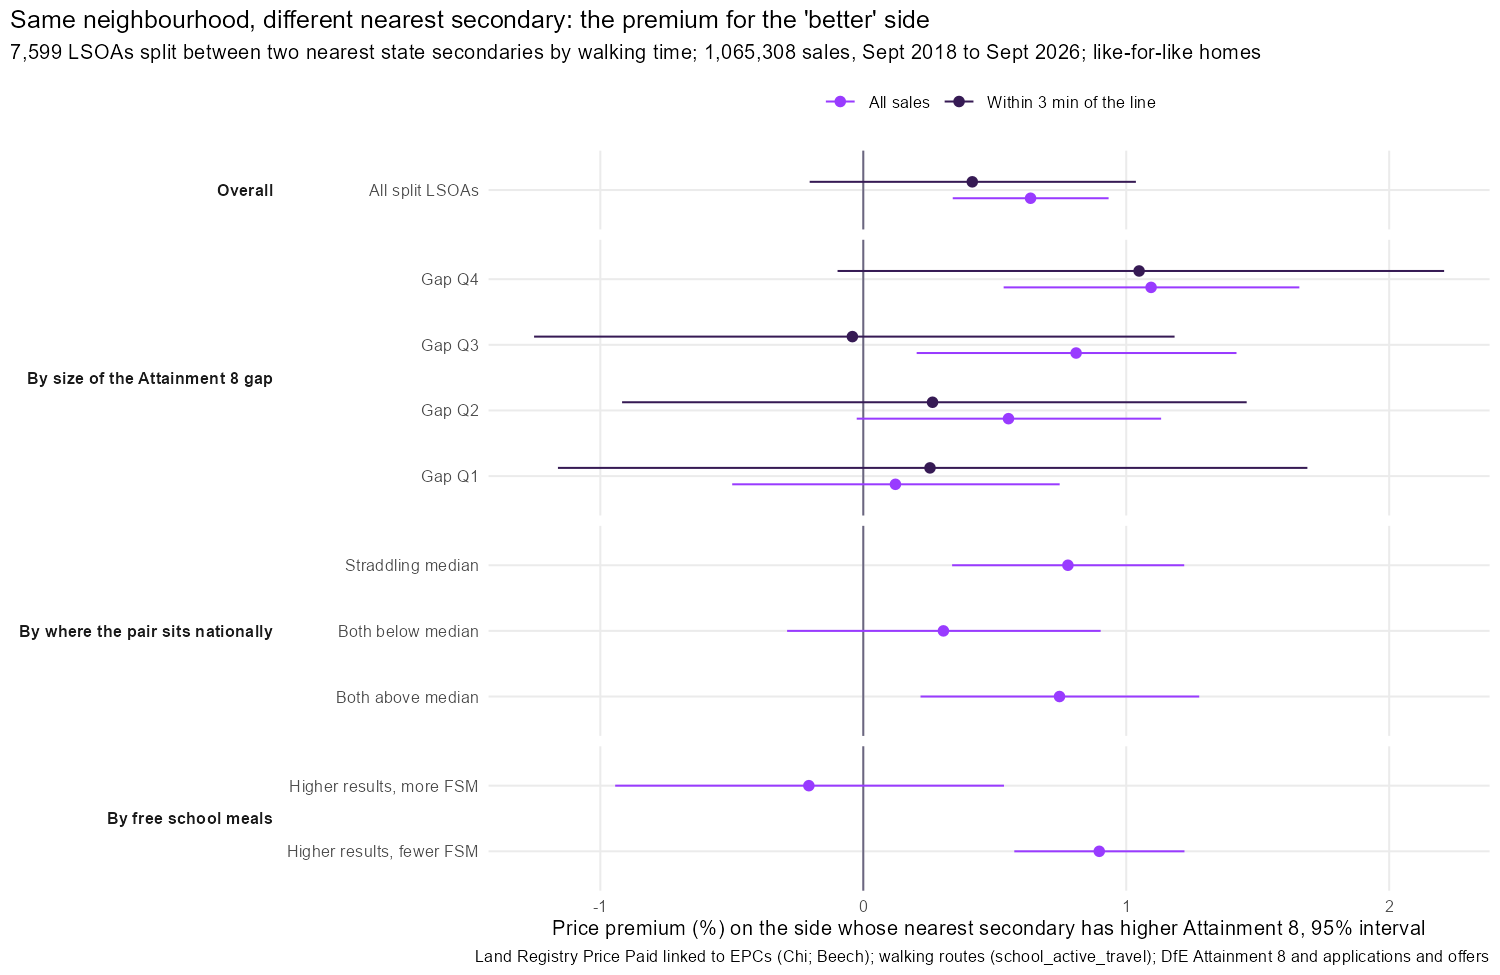 Same neighbourhood, different nearest secondary: the premium for the 'better' side
7,599 LSOAs split between two nearest state secondaries by walking time; 1,065,308 sales, Sept 2018 to Sept 2026; like-for-like homes
All sales
Within 3 min of the line
Overall
All split LSOAs
By size of the Attainment 8 gap
Gap Q4
Gap Q3
Gap Q2
Gap Q1
By where the pair sits nationally
Straddling median
Both below median
Both above median
By free school meals
Higher results, more FSM
Higher results, fewer FSM
-1
0
1
2
Price premium (%) on the side whose nearest secondary has higher Attainment 8, 95% interval
Land Registry Price Paid linked to EPCs (Chi; Beech); walking routes (school_active_travel); DfE Attainment 8 and applications and offers